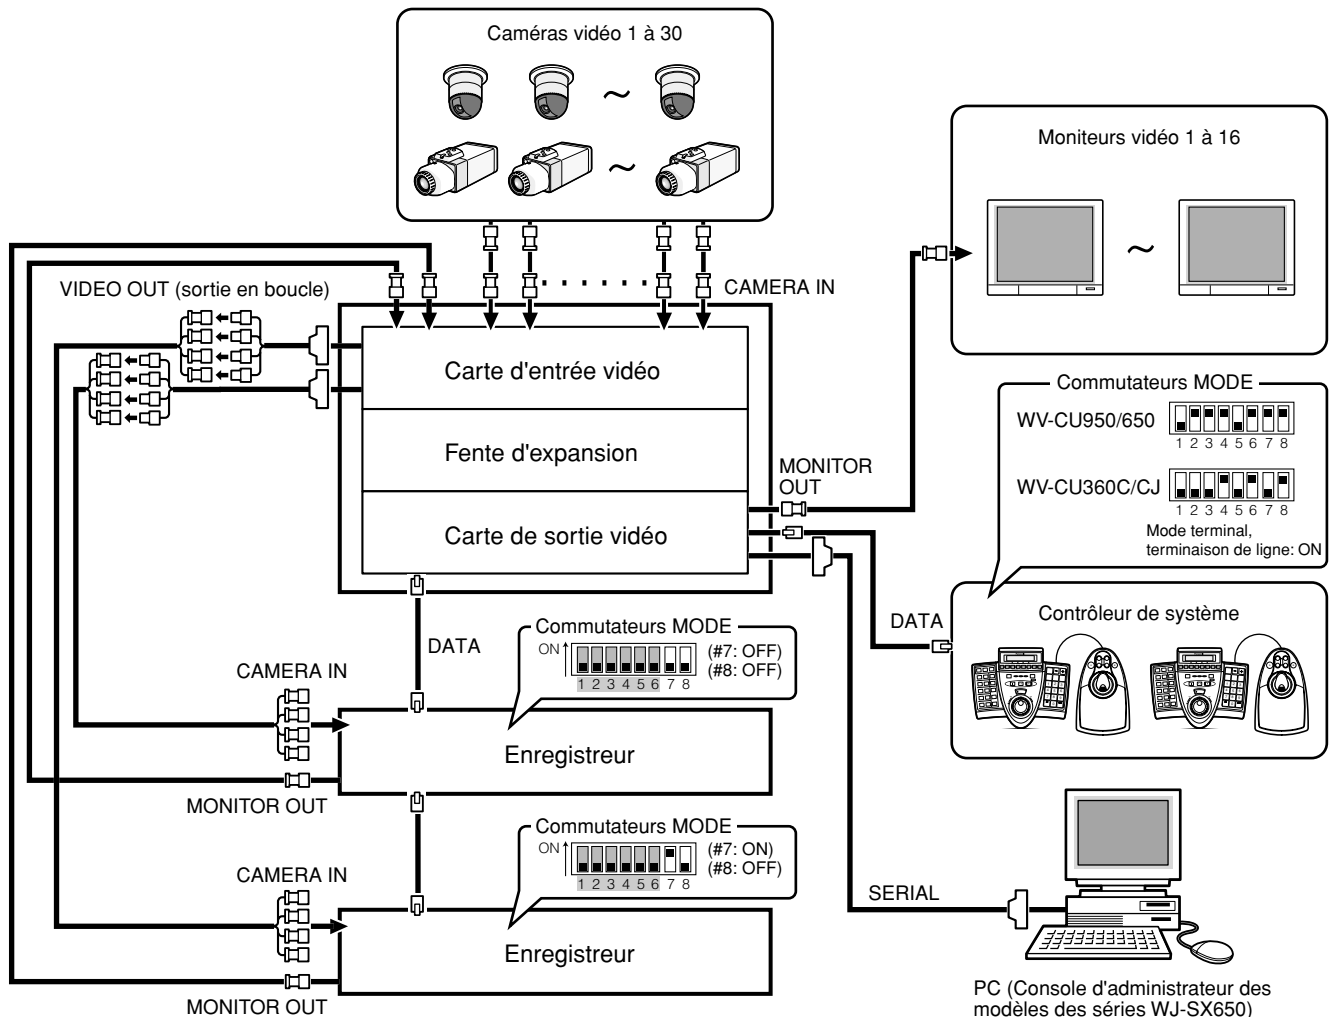 Caméras vidéo 1 à 30
Moniteurs vidéo 1 à 16
VIDEO OUT (sortie en boucle)
CAMERA IN
Carte d'entrée vidéo
Fente d'expansion
Carte de sortie vidéo
MONITOR
OUT
Commutateurs MODE
WV-CU950/650
1 2 3 4 5 6 7 8
WV-CU360C/CJ
1 2 3 4 5 6 7 8
Mode terminal,
terminaison de ligne: ON
DATA
Contrôleur de système
DATA
Commutateurs MODE
ON
(#7: OFF)
(#8: OFF)
1 2 3 4 5 6 7 8
CAMERA IN
Enregistreur
MONITOR OUT
Commutateurs MODE
ON
(#7: ON)
(#8: OFF)
1 2 3 4 5 6 7 8
CAMERA IN
Enregistreur
MONITOR OUT
SERIAL
PC (Console d'administrateur des
modèles des séries WJ-SX650)